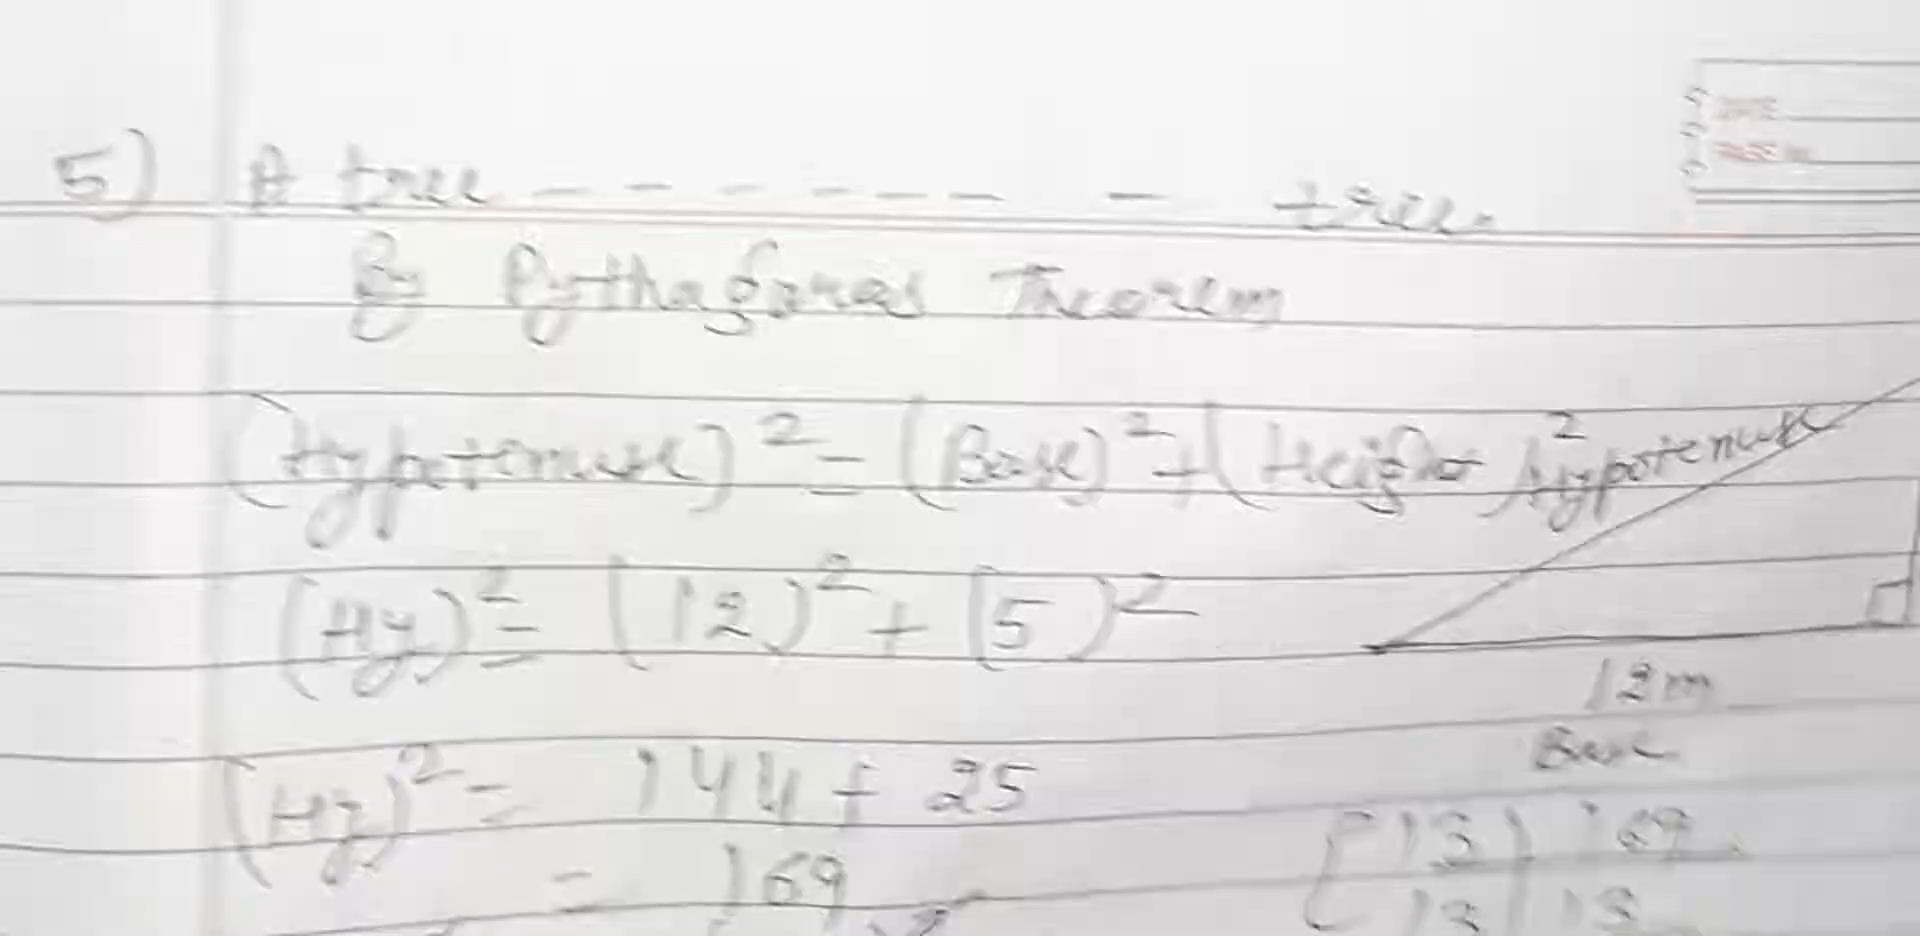 5) A tree - - - - - - - tree.
By Pythagoras Theorem
(Hypotenuse)² = (Base)² + (Height)²
Hypotenuse
(Hy)² = (12)² + (5)²
12m
Base
(Hy)² = 144 + 25
13 | 169
= 169
13 | 13